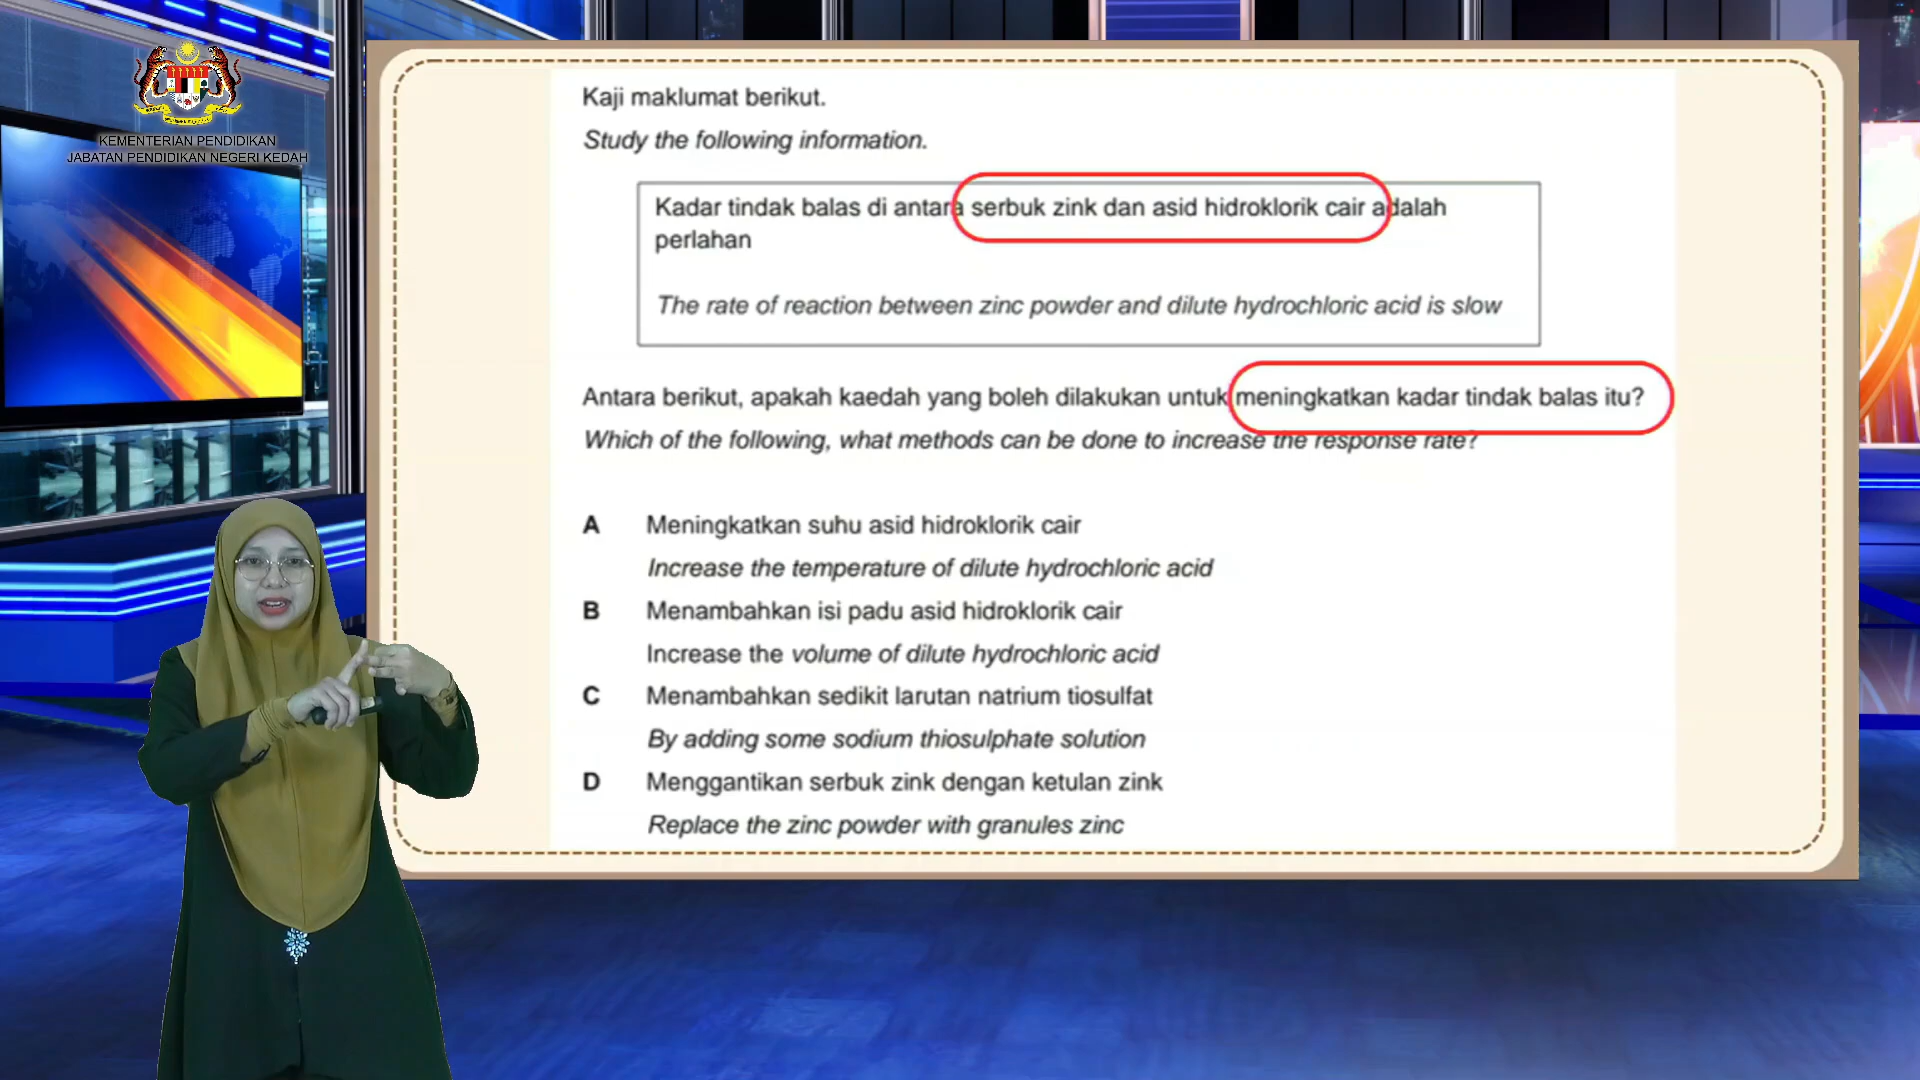 KEMENTERIAN PENDIDIKAN
JABATAN PENDIDIKAN NEGERI KEDAH
Kaji maklumat berikut.
Study the following information.
Kadar tindak balas di antara serbuk zink dan asid hidroklorik cair adalah
perlahan
The rate of reaction between zinc powder and dilute hydrochloric acid is slow
Antara berikut, apakah kaedah yang boleh dilakukan untuk meningkatkan kadar tindak balas itu?
Which of the following, what methods can be done to increase the response rate?
A Meningkatkan suhu asid hidroklorik cair
Increase the temperature of dilute hydrochloric acid
B Menambahkan isi padu asid hidroklorik cair
Increase the volume of dilute hydrochloric acid
C Menambahkan sedikit larutan natrium tiosulfat
By adding some sodium thiosulphate solution
D Menggantikan serbuk zink dengan ketulan zink
Replace the zinc powder with granules zinc